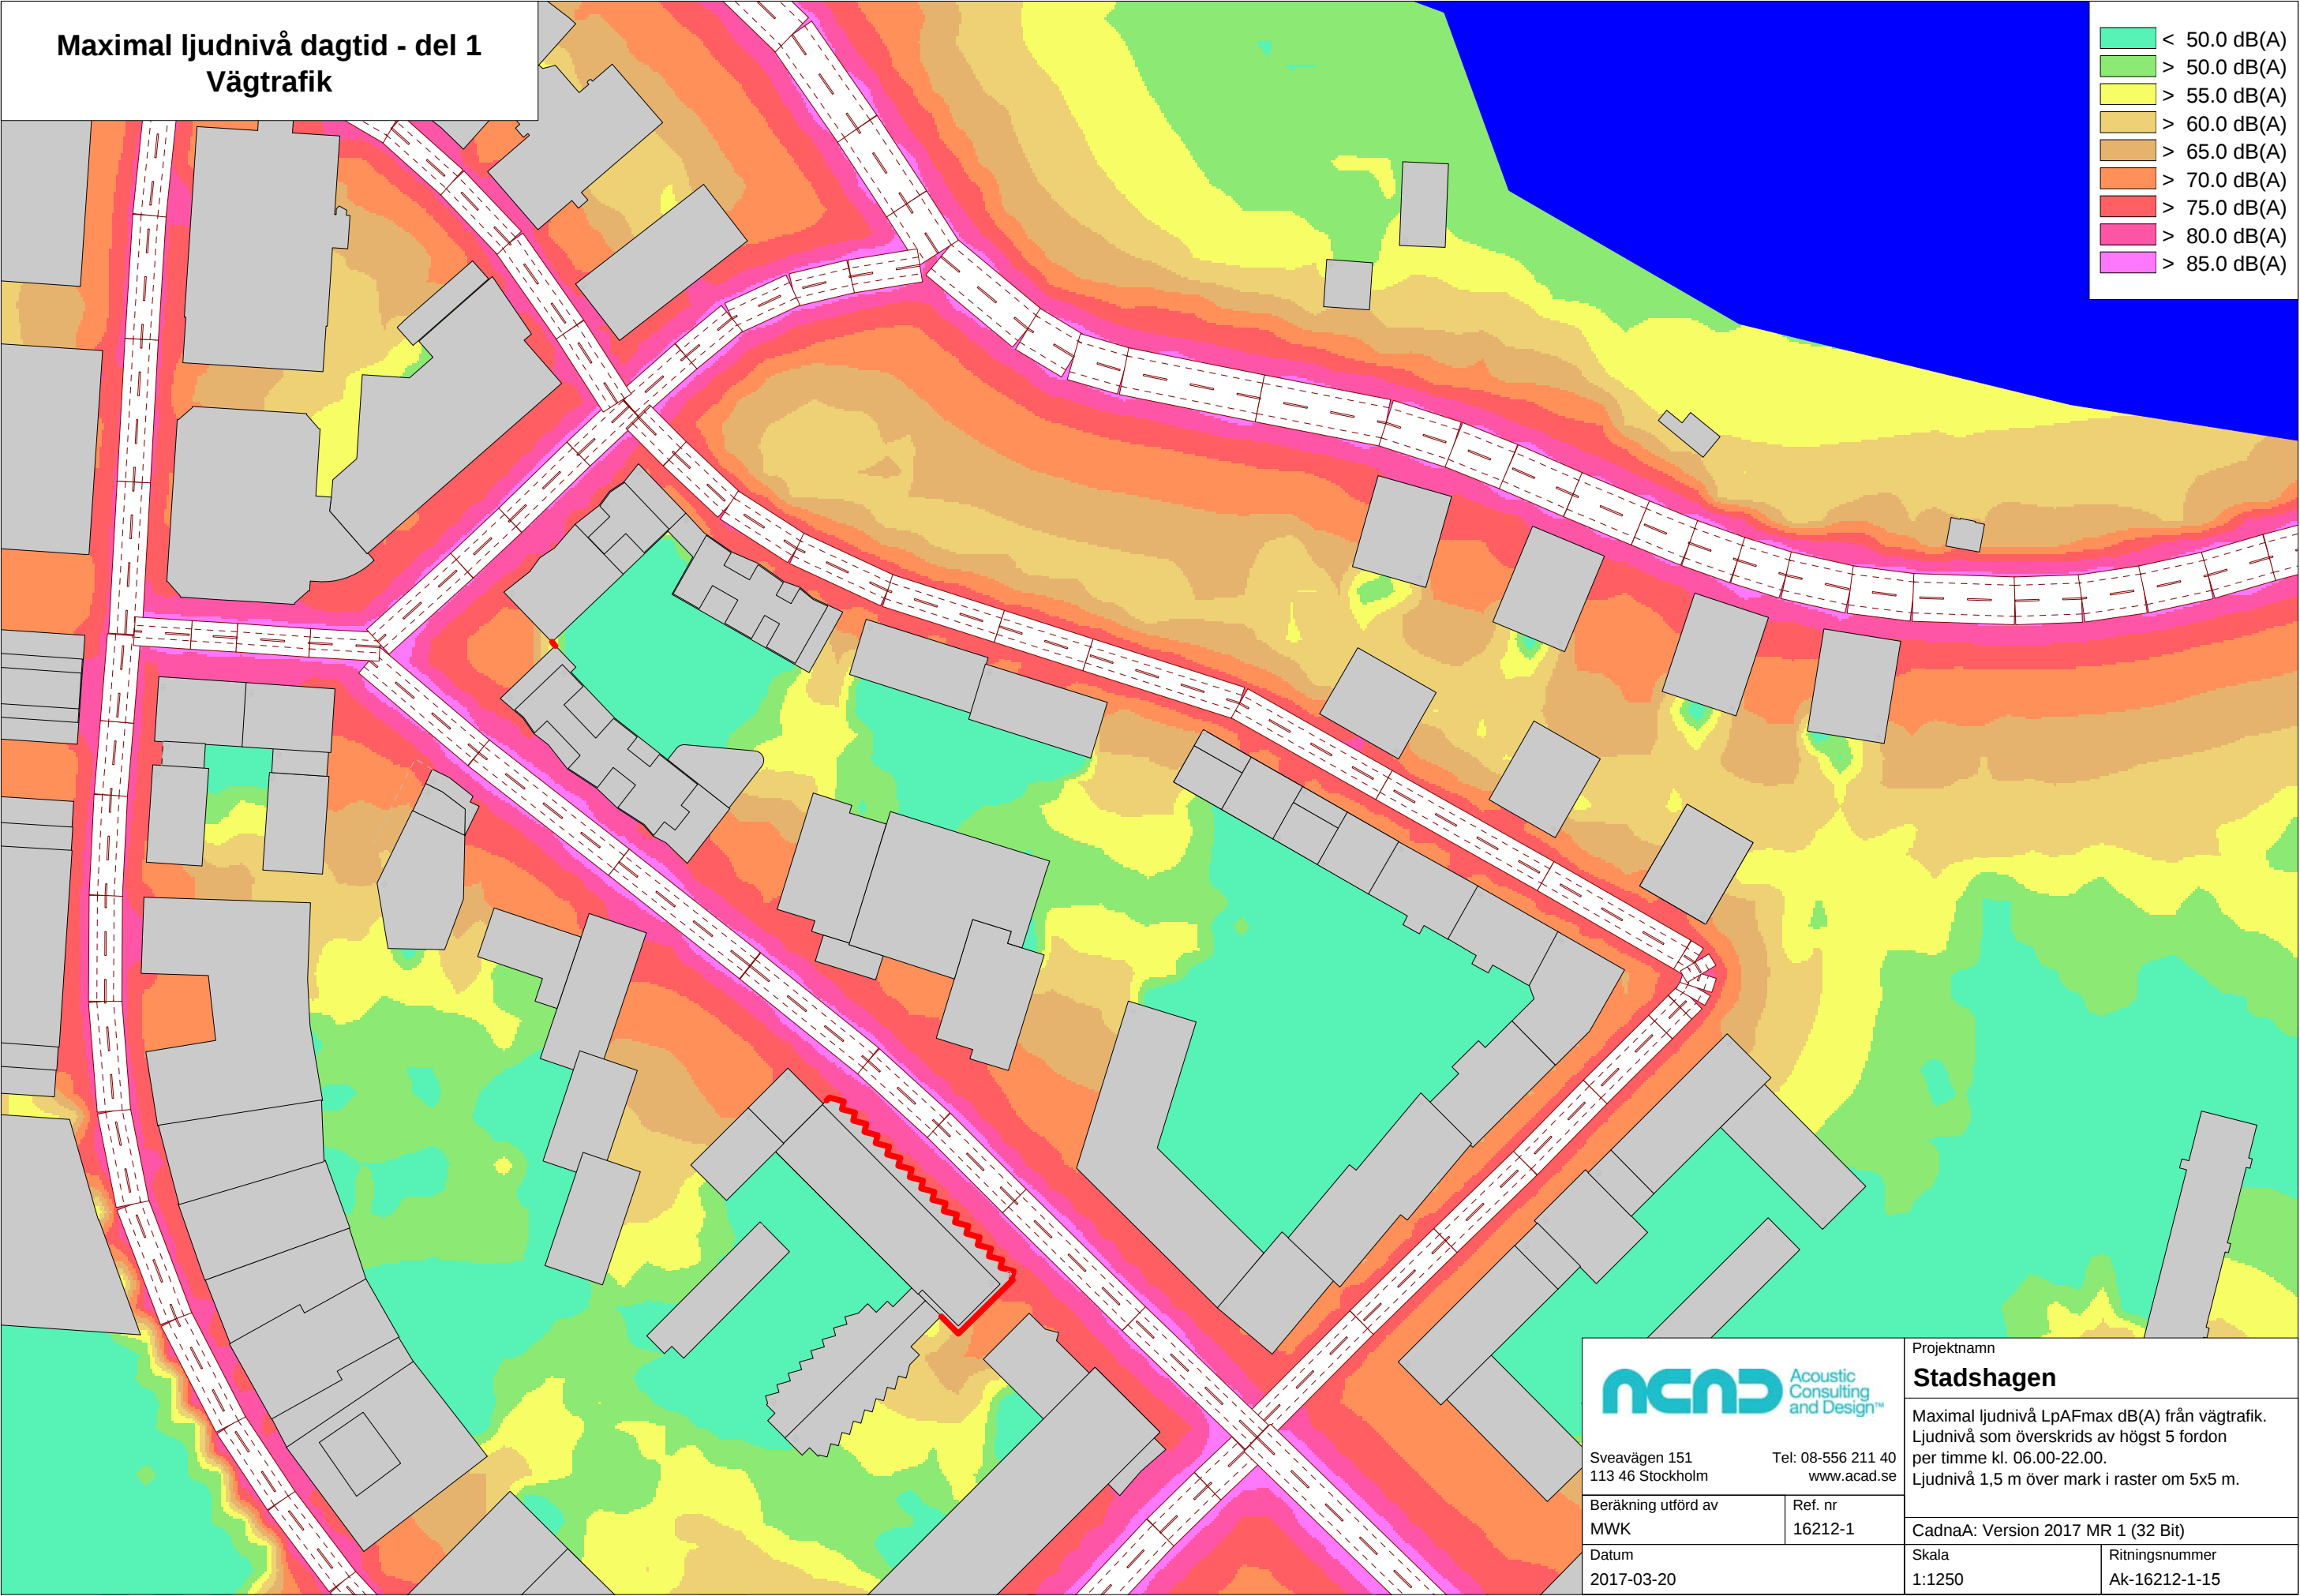 Maximal ljudnivå dagtid - del 1
Vägtrafik
< 50.0 dB(A)
> 50.0 dB(A)
> 55.0 dB(A)
> 60.0 dB(A)
> 65.0 dB(A)
> 70.0 dB(A)
> 75.0 dB(A)
> 80.0 dB(A)
> 85.0 dB(A)
acad Acoustic
Consulting
and Design™
Sveavägen 151 Tel: 08-556 211 40
113 46 Stockholm www.acad.se
Beräkning utförd av Ref. nr
MWK 16212-1
Datum
2017-03-20
Projektnamn
Stadshagen
Maximal ljudnivå LpAFmax dB(A) från vägtrafik.
Ljudnivå som överskrids av högst 5 fordon
per timme kl. 06.00-22.00.
Ljudnivå 1,5 m över mark i raster om 5x5 m.
CadnaA: Version 2017 MR 1 (32 Bit)
Skala Ritningsnummer
1:1250 Ak-16212-1-15